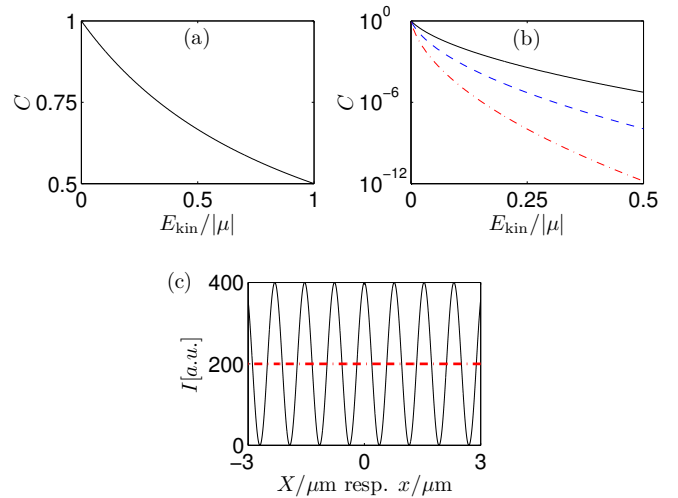 (a)
1
0.75
0.5
C
0
0.5
1
E_kin/|μ|
(b)
10^0
10^−6
10^−12
C
0
0.25
0.5
E_kin/|μ|
(c)
400
200
0
I[a.u.]
−3
0
3
X/μm resp. x/μm